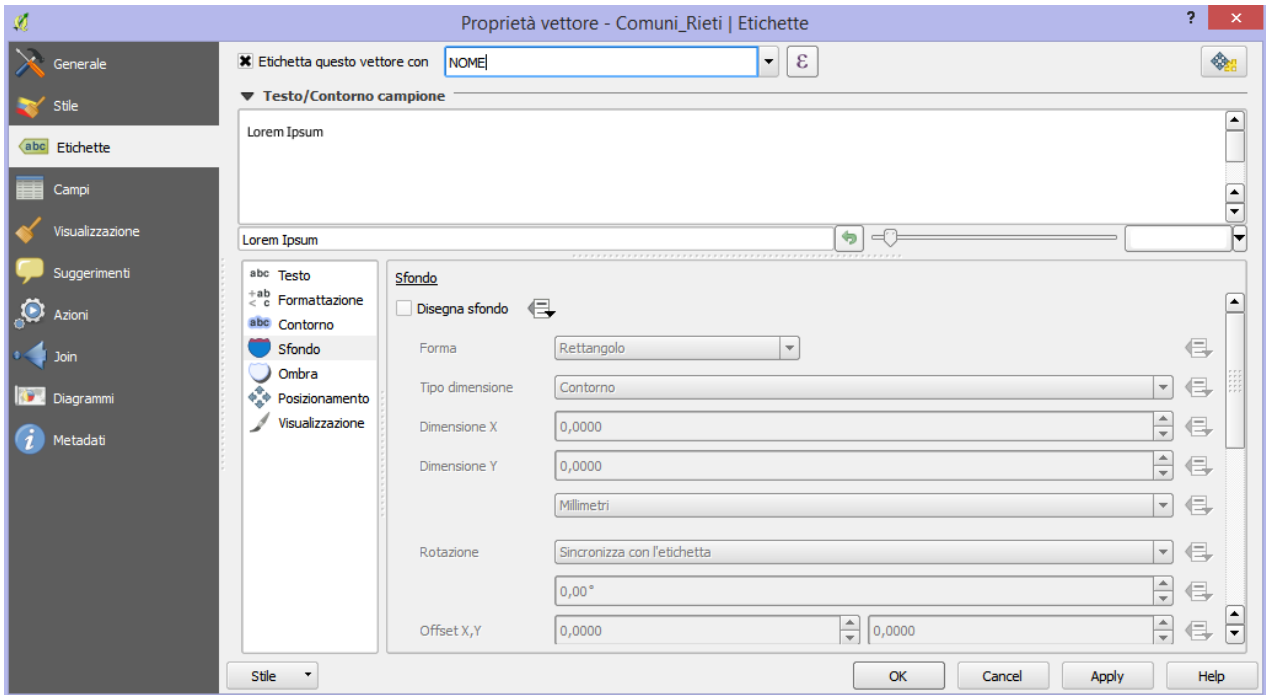 Proprietà vettore - Comuni_Rieti | Etichette
?
Generale
Stile
abc Etichette
Campi
Visualizzazione
Suggerimenti
Azioni
Join
Diagrammi
Metadati
Etichetta questo vettore con NOME ε
Testo/Contorno campione
Lorem Ipsum
Lorem Ipsum
abc Testo
+ab < c Formattazione
abc Contorno
Sfondo
Ombra
Posizionamento
Visualizzazione
Sfondo
Disegna sfondo
Forma Rettangolo
Tipo dimensione Contorno
Dimensione X 0,0000
Dimensione Y 0,0000
Millimetri
Rotazione Sincronizza con l'etichetta
0,00°
Offset X,Y 0,0000 0,0000
Stile OK Cancel Apply Help